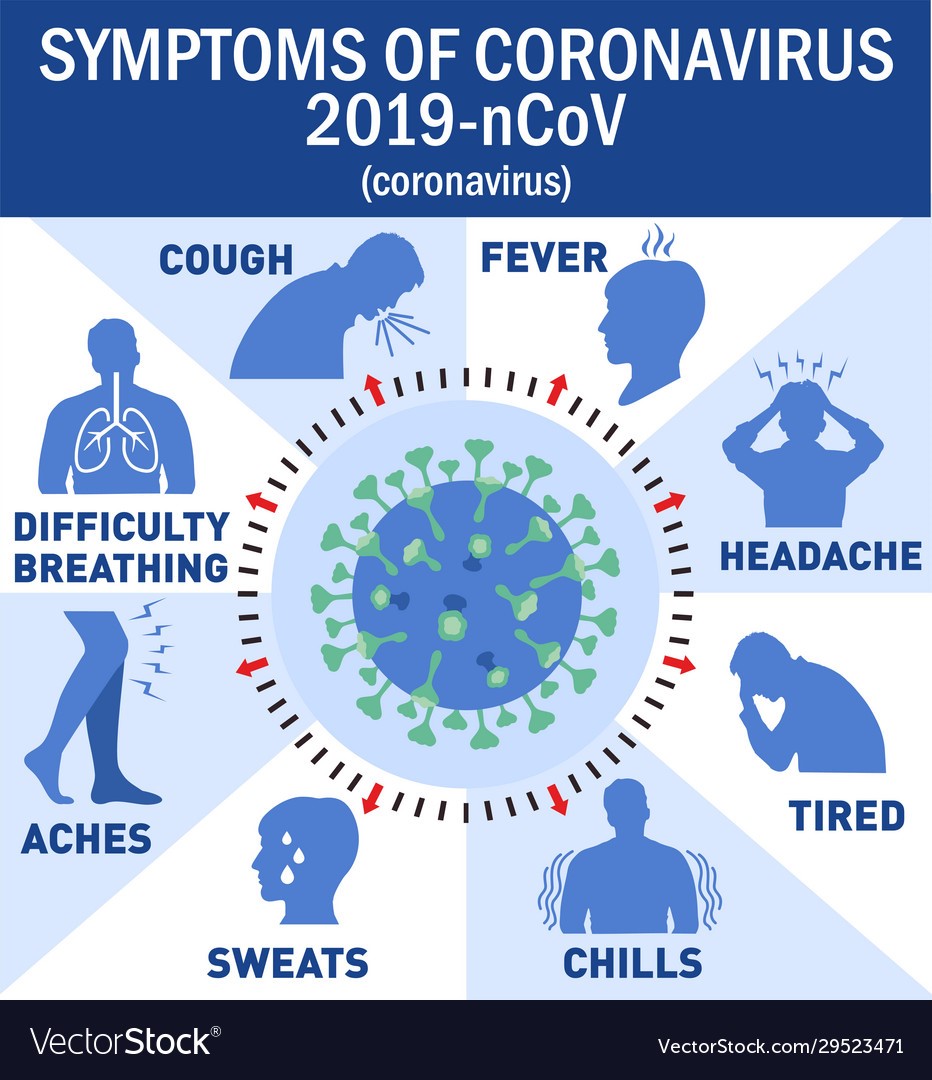 SYMPTOMS OF CORONAVIRUS
2019-nCoV
(coronavirus)
COUGH
FEVER
DIFFICULTY
BREATHING
HEADACHE
ACHES
TIRED
SWEATS
CHILLS
VectorStock®
VectorStock.com/29523471